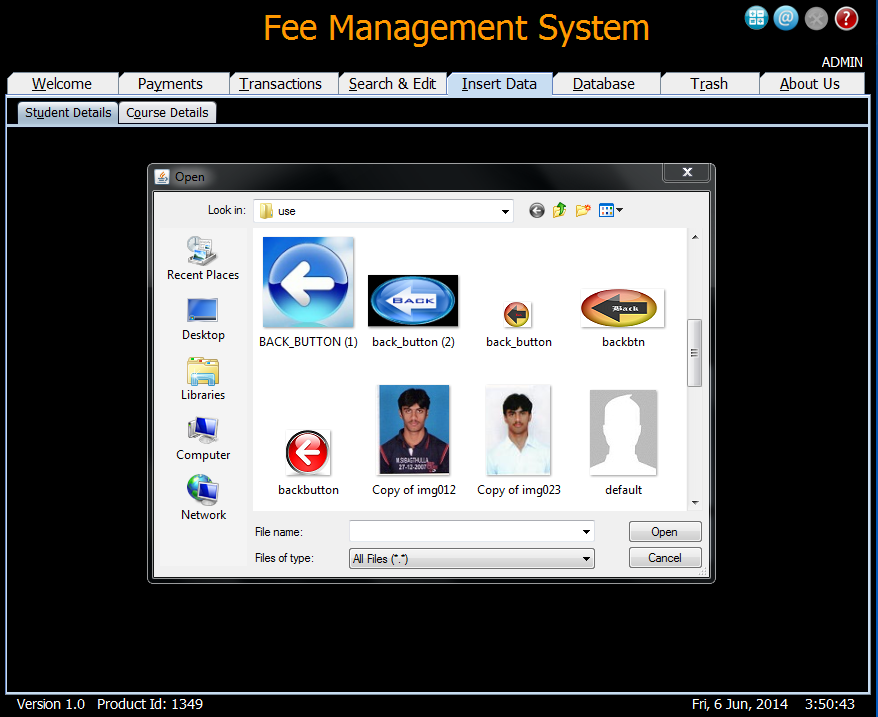 Fee Management System
@ ?
ADMIN
Welcome Payments Transactions Search & Edit Insert Data Database Trash About Us
Student Details Course Details
Open x
Look in: use
Recent Places
Desktop
Libraries
Computer
Network
BACK
Back
BACK_BUTTON (1) back_button (2) back_button backbtn
M.SIBAGTHULLA
27-12-2007
backbutton Copy of img012 Copy of img023 default
File name: Open
Files of type: All Files (*.*) Cancel
Version 1.0 Product Id: 1349 Fri, 6 Jun, 2014 3:50:43